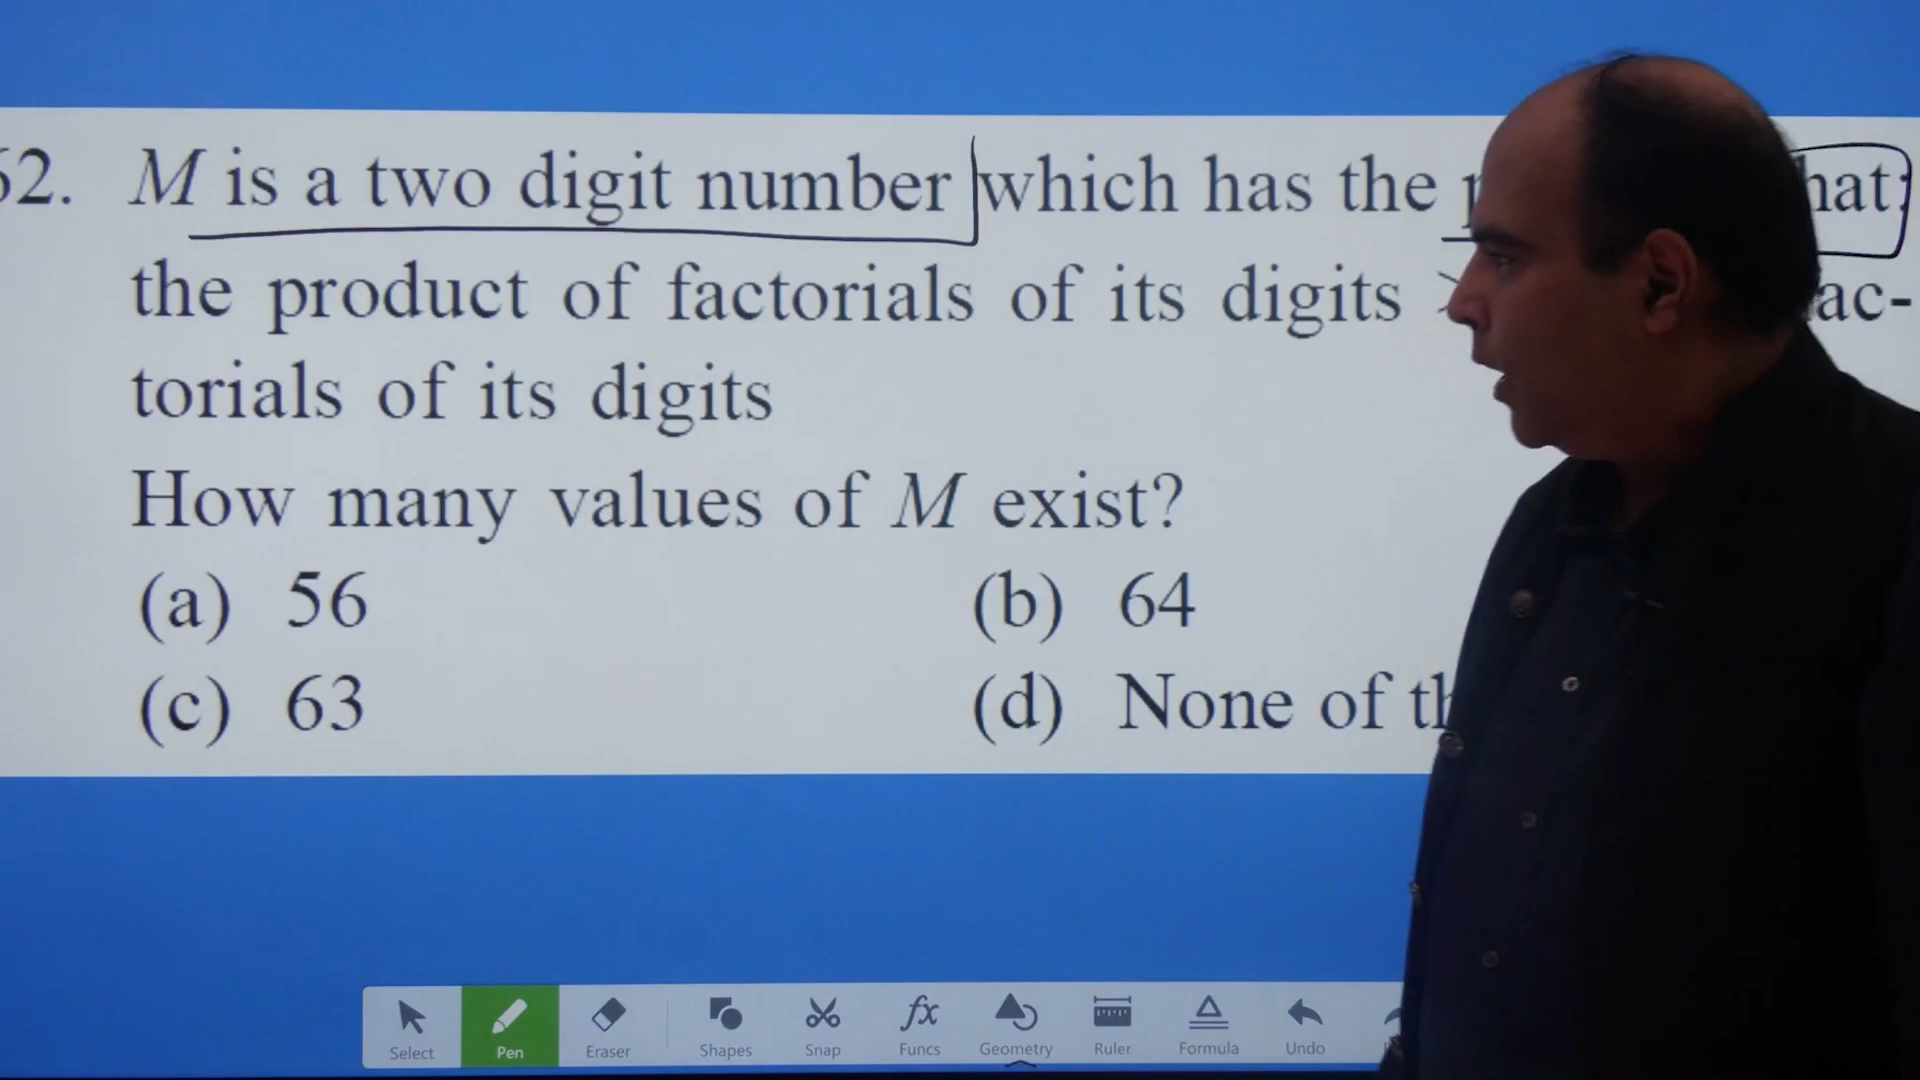 62. M is a two digit number which has the hat:
the product of factorials of its digits > ac-
torials of its digits
How many values of M exist?
(a) 56 (b) 64
(c) 63 (d) None of
Select Pen Eraser Shapes Snap Funcs Geometry Ruler Formula Undo